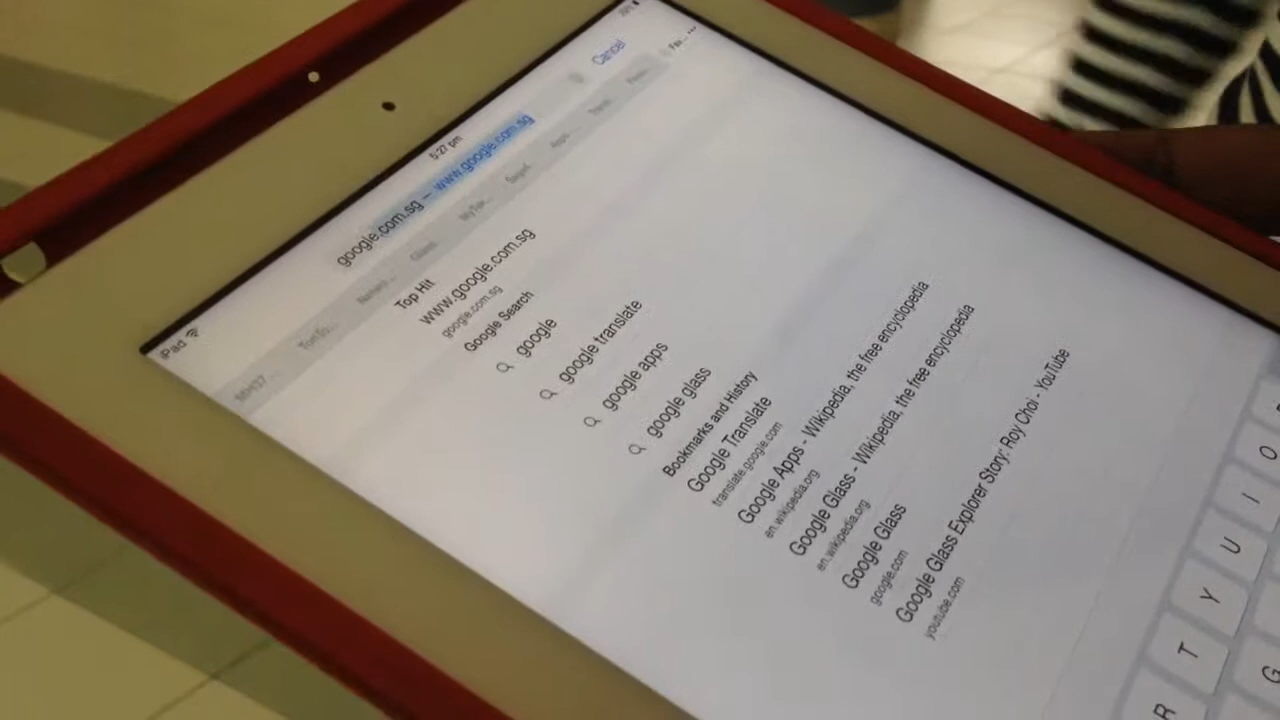 iPad 5:27 pm
google.com.sg — www.google.com.sg Cancel
Top Hit
www.google.com.sg
google.com.sg
Google Search
google
google translate
google apps
google glass
Bookmarks and History
Google Translate
translate.google.com
Google Apps - Wikipedia, the free encyclopedia
en.wikipedia.org
Google Glass - Wikipedia, the free encyclopedia
en.wikipedia.org
Google Glass
google.com
Google Glass Explorer Story: Roy Choi - YouTube
youtube.com
R T Y U I O
G